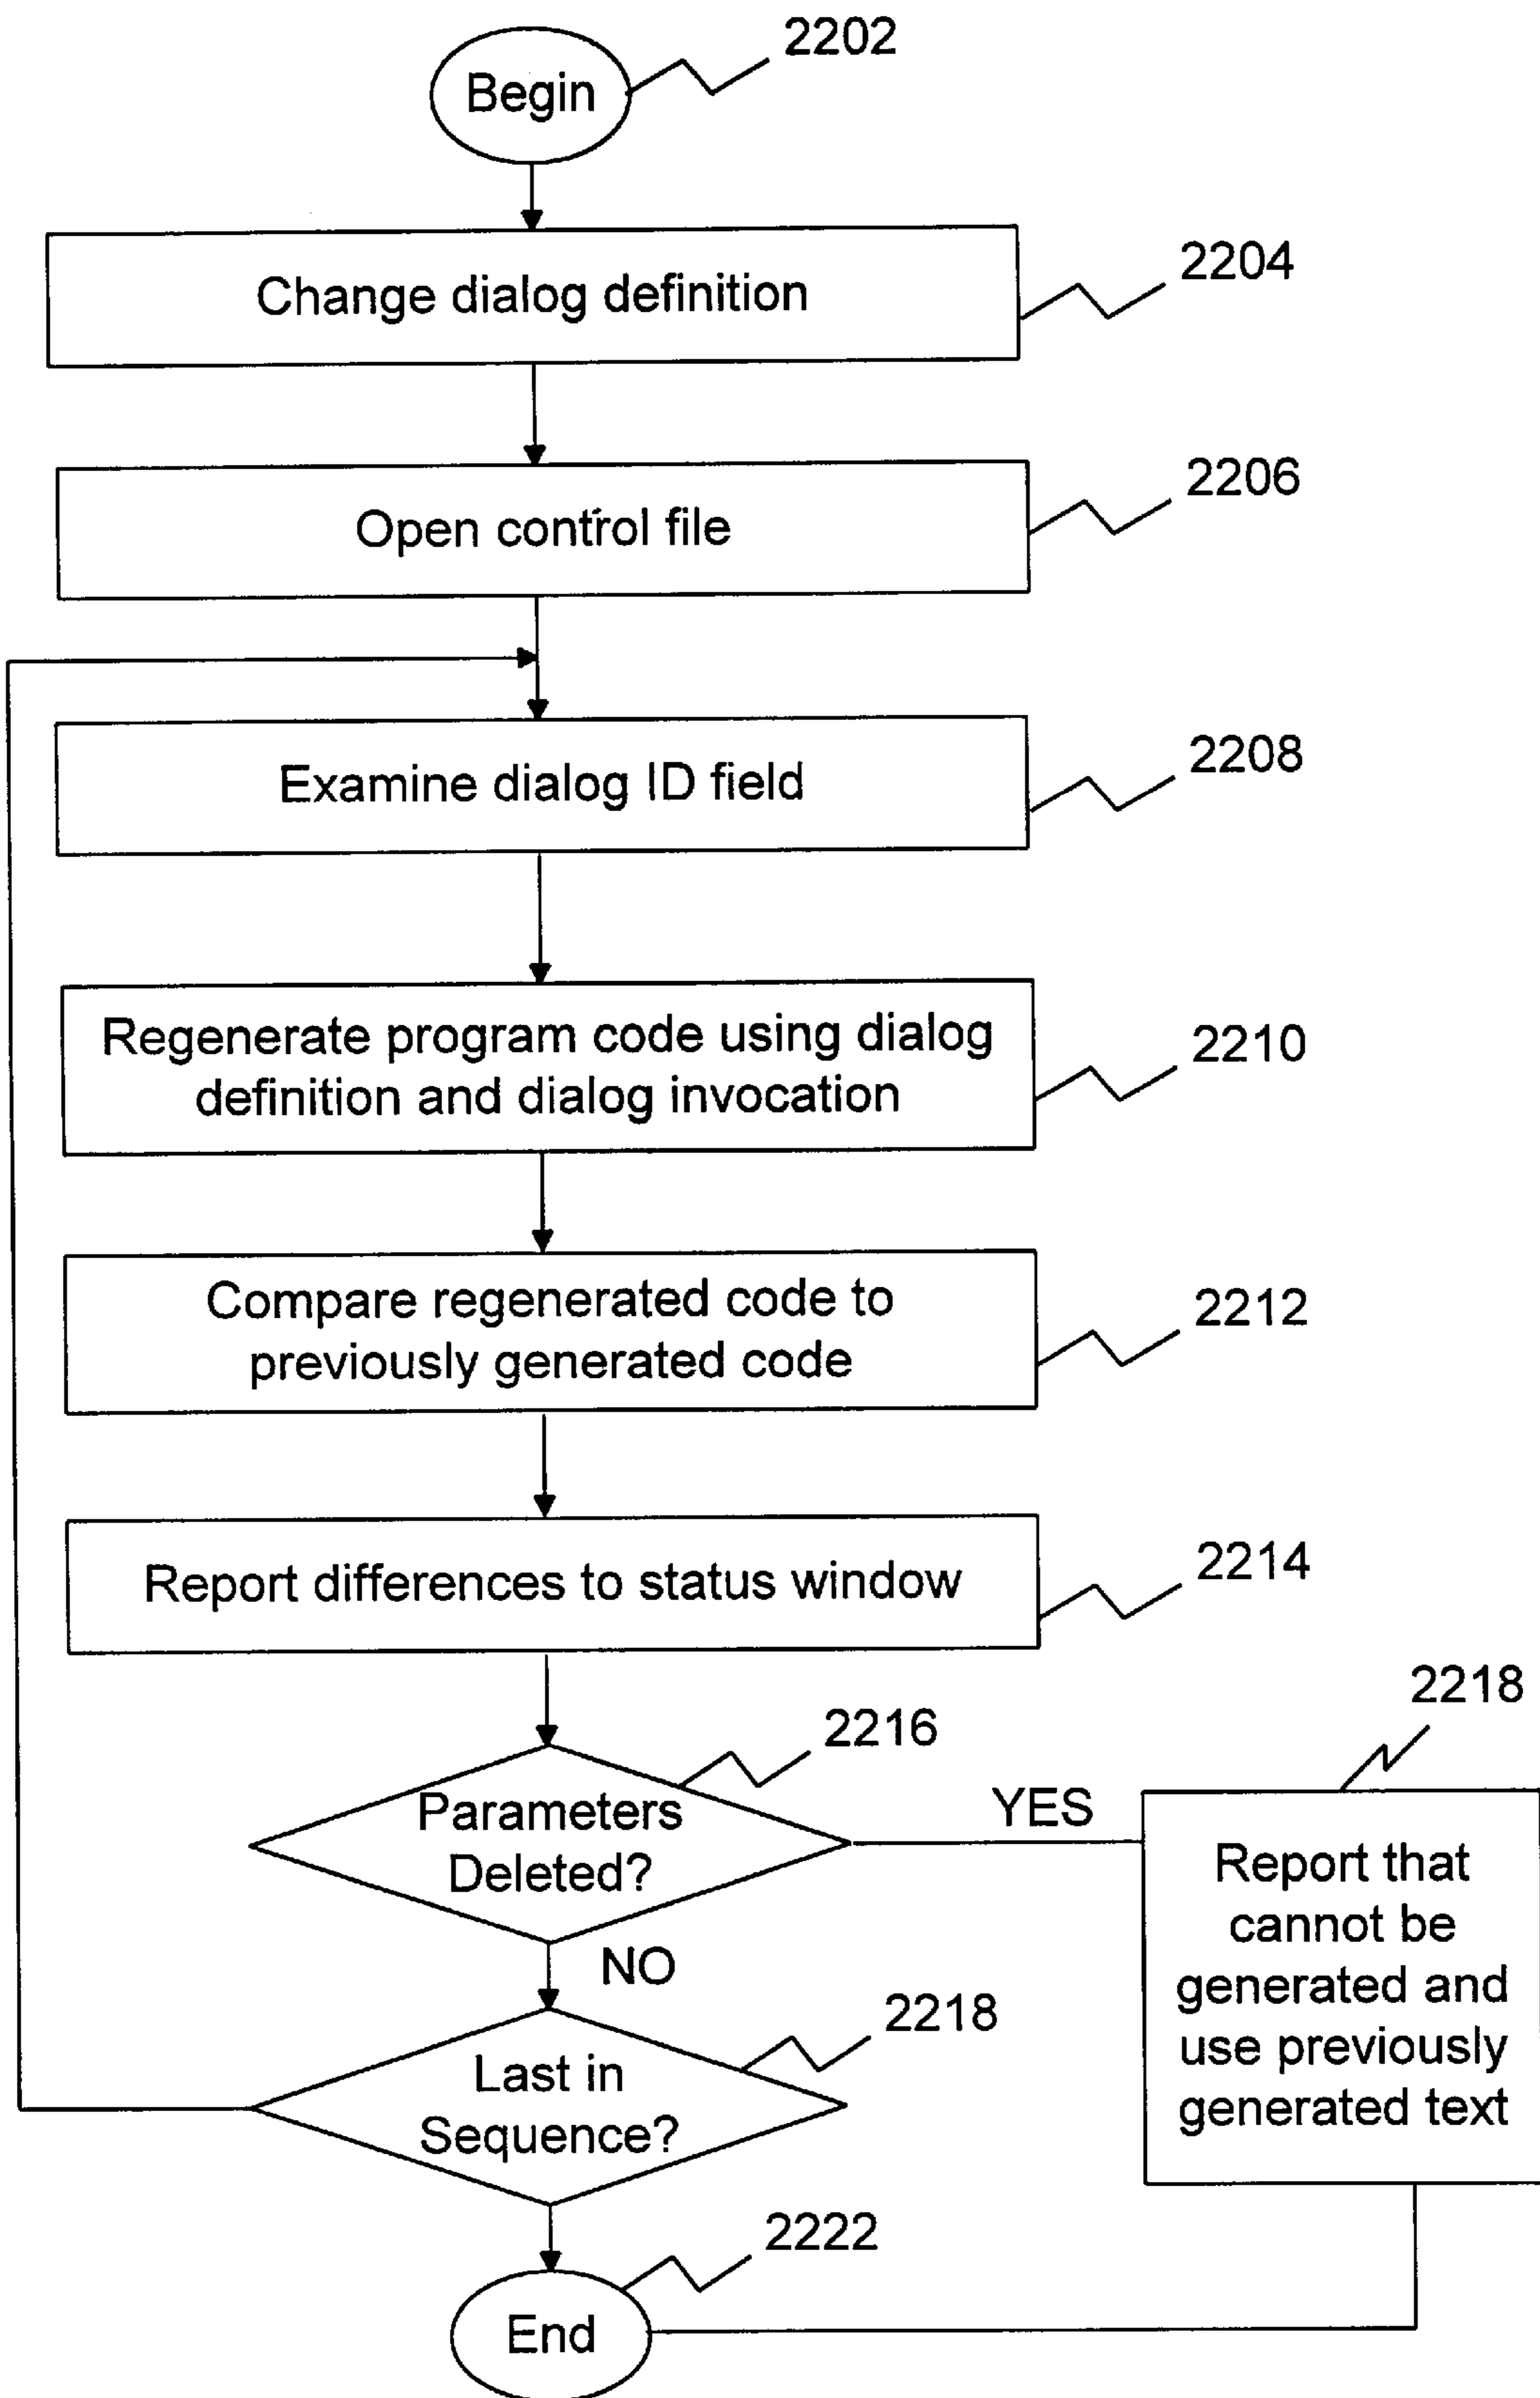 2202
Begin
2204
Change dialog definition
2206
Open control file
2208
Examine dialog ID field
2210
Regenerate program code using dialog
definition and dialog invocation
2212
Compare regenerated code to
previously generated code
2214
Report differences to status window
2216
Parameters
Deleted?
YES
2218
Report that
cannot be
generated and
use previously
generated text
NO
2218
Last in
Sequence?
2222
End